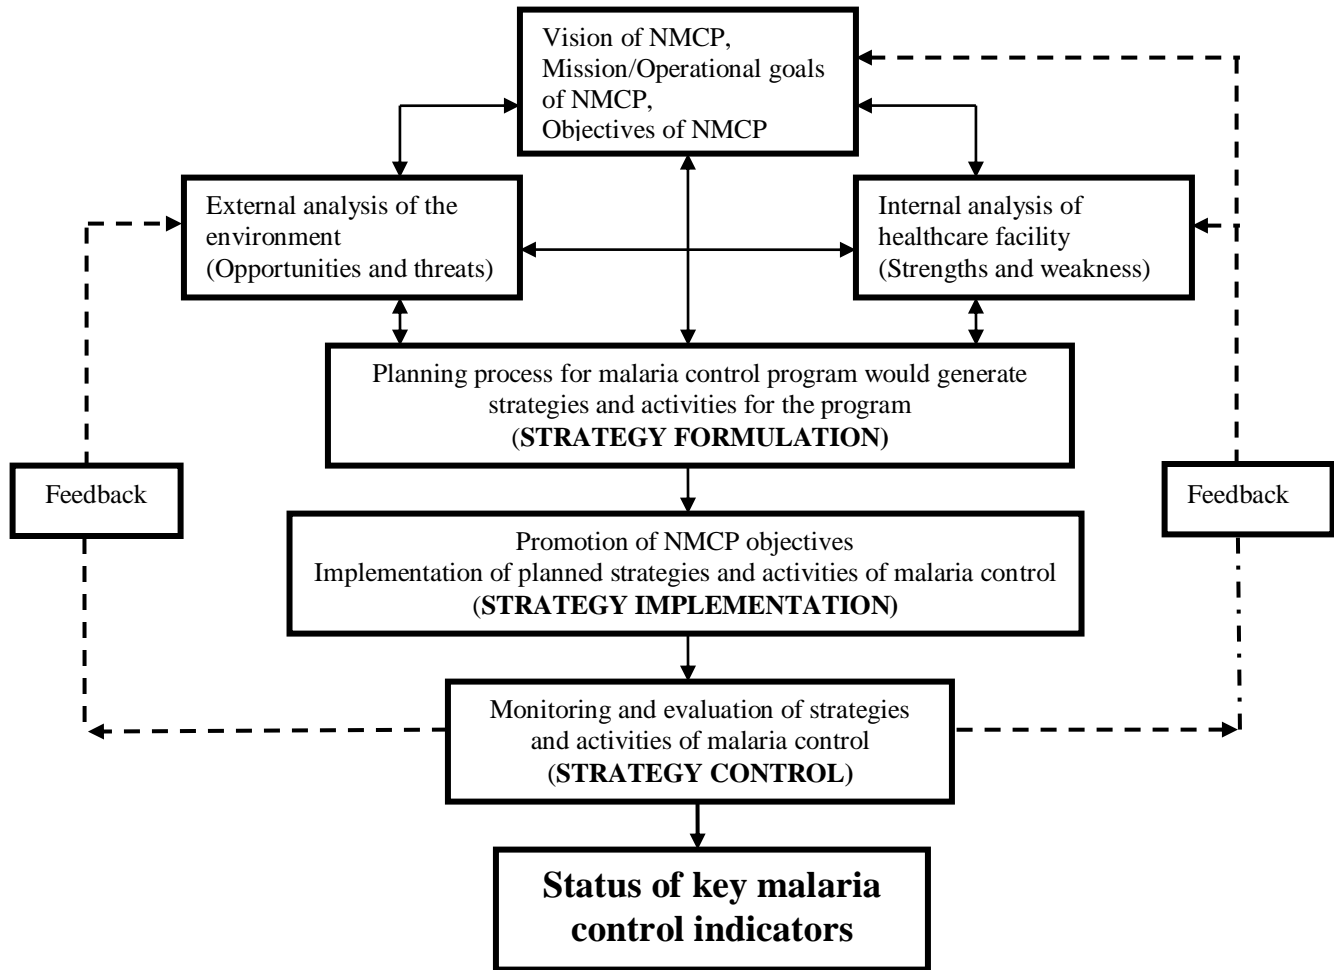 Vision of NMCP,
Mission/Operational goals
of NMCP,
Objectives of NMCP
External analysis of the
environment
(Opportunities and threats)
Internal analysis of
healthcare facility
(Strengths and weakness)
Planning process for malaria control program would generate
strategies and activities for the program
(STRATEGY FORMULATION)
Feedback
Feedback
Promotion of NMCP objectives
Implementation of planned strategies and activities of malaria control
(STRATEGY IMPLEMENTATION)
Monitoring and evaluation of strategies
and activities of malaria control
(STRATEGY CONTROL)
Status of key malaria
control indicators